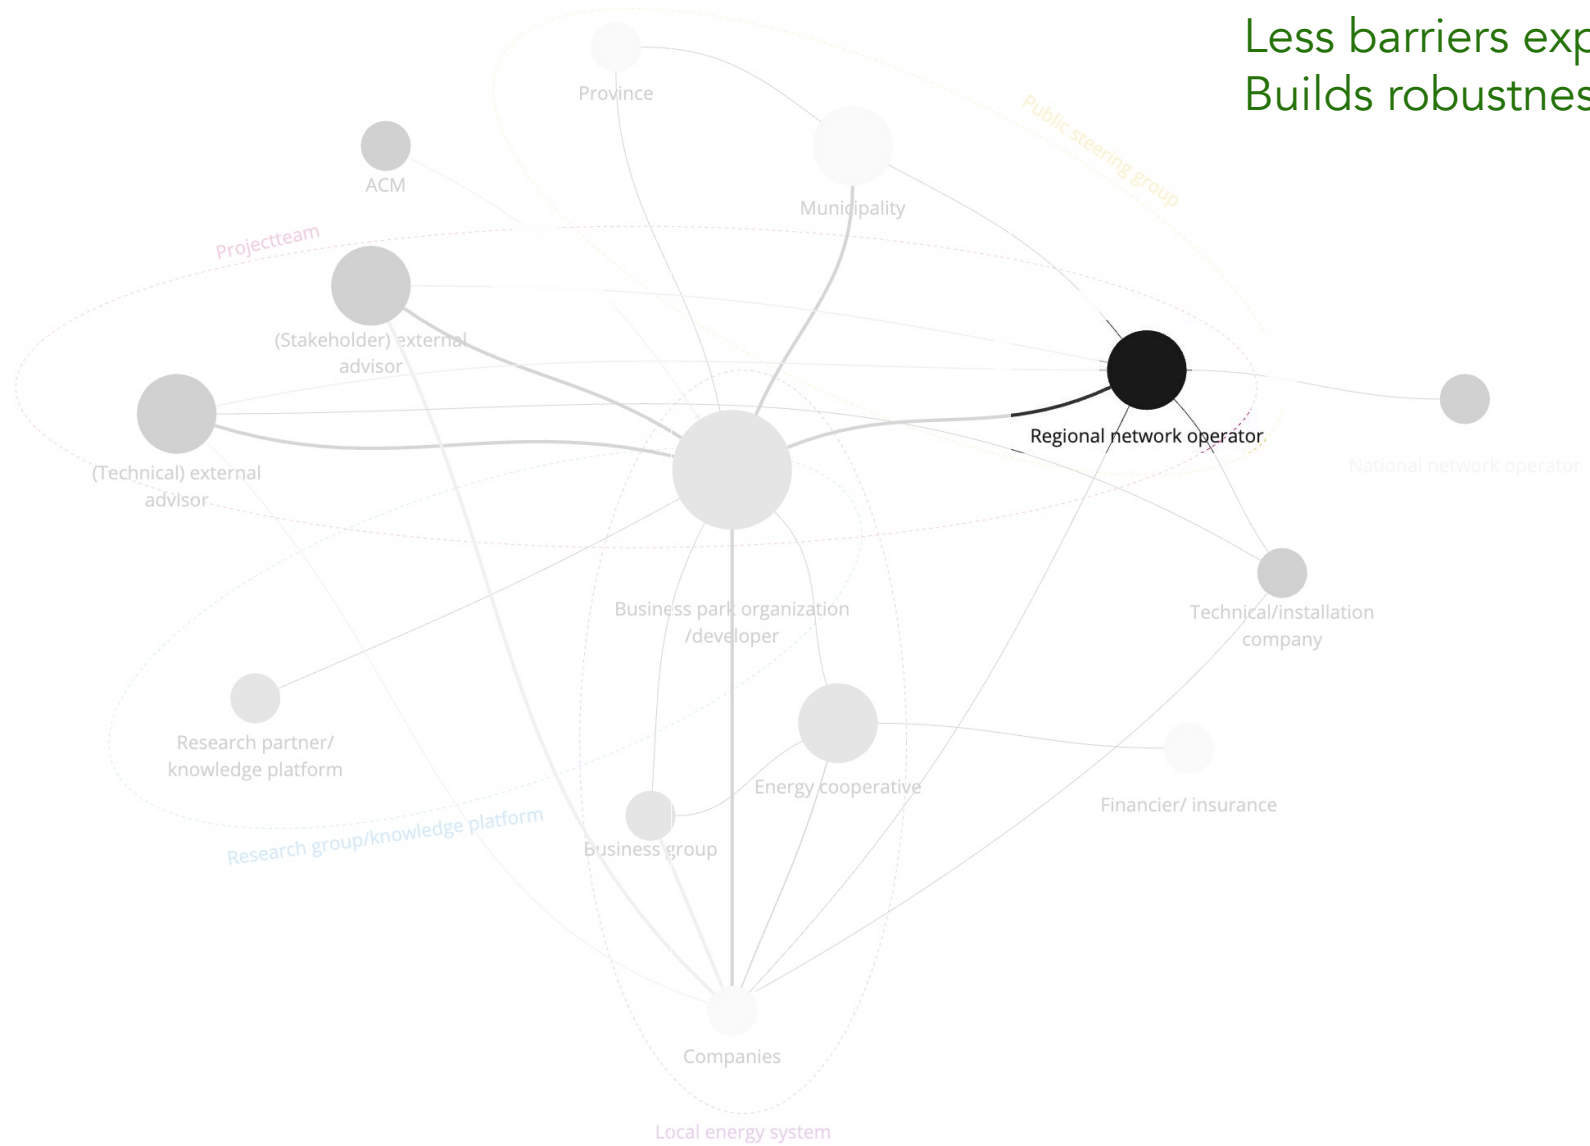 Less barriers exp
Builds robustnes
Province
Public steering group
ACM
Municipality
Projectteam
(Stakeholder) external
advisor
Regional network operator
National network operator
(Technical) external
advisor
Business park organization
/developer
Technical/installation
company
Research partner/
knowledge platform
Energy cooperative
Financier/ insurance
Research group/knowledge platform
Business group
Companies
Local energy system